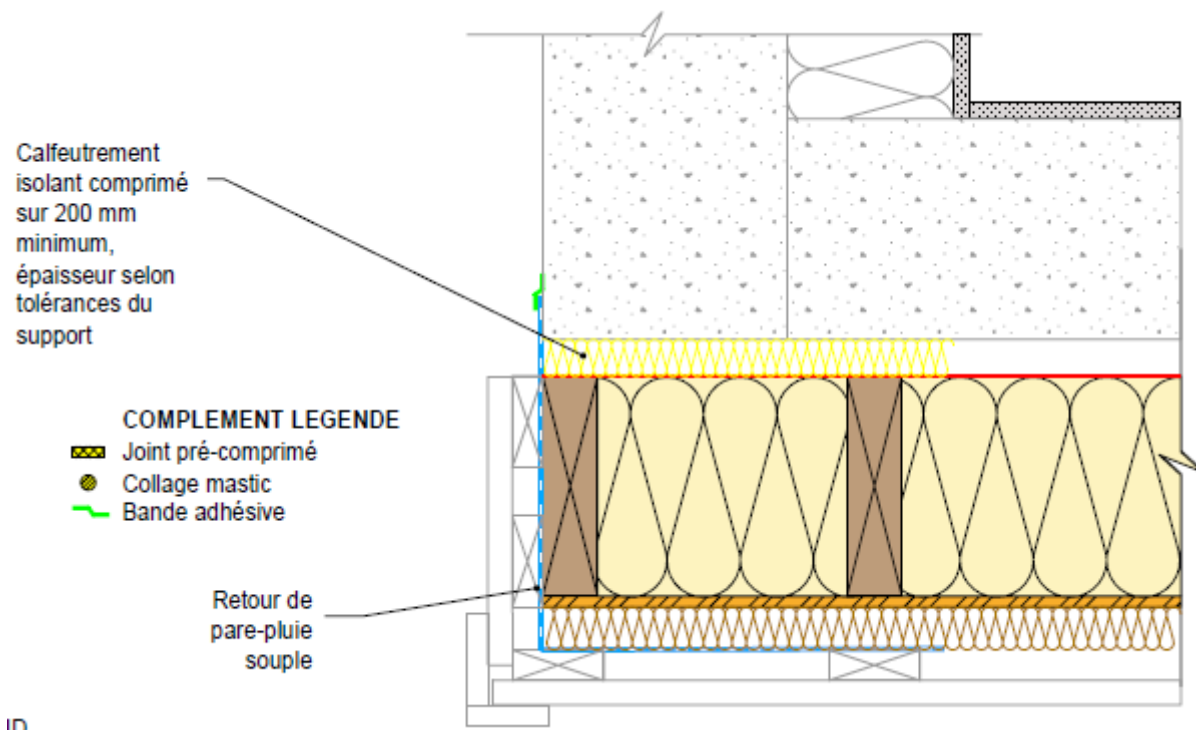 Calfeutrement
isolant comprimé
sur 200 mm
minimum,
épaisseur selon
tolérances du
support
COMPLEMENT LEGENDE
Joint pré-comprimé
Collage mastic
Bande adhésive
Retour de
pare-pluie
souple